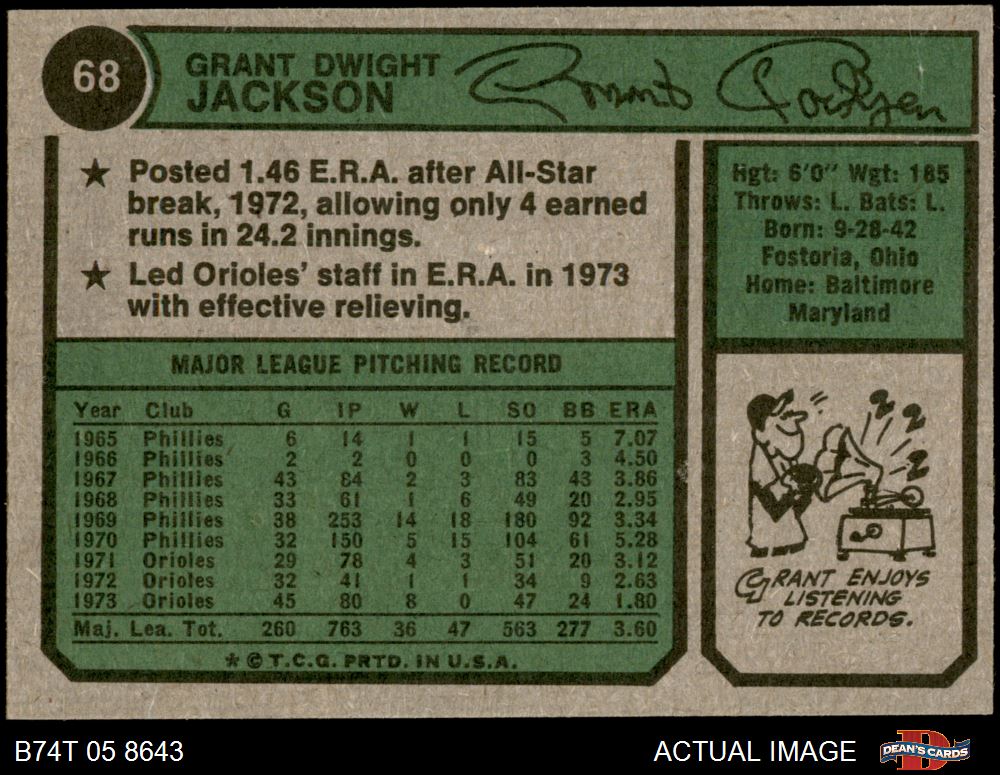 68
GRANT DWIGHT
JACKSON
Grant Jackson
★ Posted 1.46 E.R.A. after All-Star
break, 1972, allowing only 4 earned
runs in 24.2 innings.
★ Led Orioles' staff in E.R.A. in 1973
with effective relieving.
Hgt: 6'0" Wgt: 185
Throws: L. Bats: L.
Born: 9-28-42
Fostoria, Ohio
Home: Baltimore
Maryland
MAJOR LEAGUE PITCHING RECORD
Year Club G IP W L SO BB ERA
1965 Phillies 6 14 1 1 15 5 7.07
1966 Phillies 2 2 0 0 0 3 4.50
1967 Phillies 43 84 2 3 83 43 3.86
1968 Phillies 33 61 1 6 49 20 2.95
1969 Phillies 38 253 14 18 180 92 3.34
1970 Phillies 32 150 5 15 104 61 5.28
1971 Orioles 29 78 4 3 51 20 3.12
1972 Orioles 32 41 1 1 34 9 2.63
1973 Orioles 45 80 8 0 47 24 1.80
Maj. Lea. Tot. 260 763 36 47 563 277 3.60
★ © T.C.G. PRTD. IN U.S.A.
GRANT ENJOYS
LISTENING
TO RECORDS.
B74T 05 8643
ACTUAL IMAGE
DEAN'S CARDS